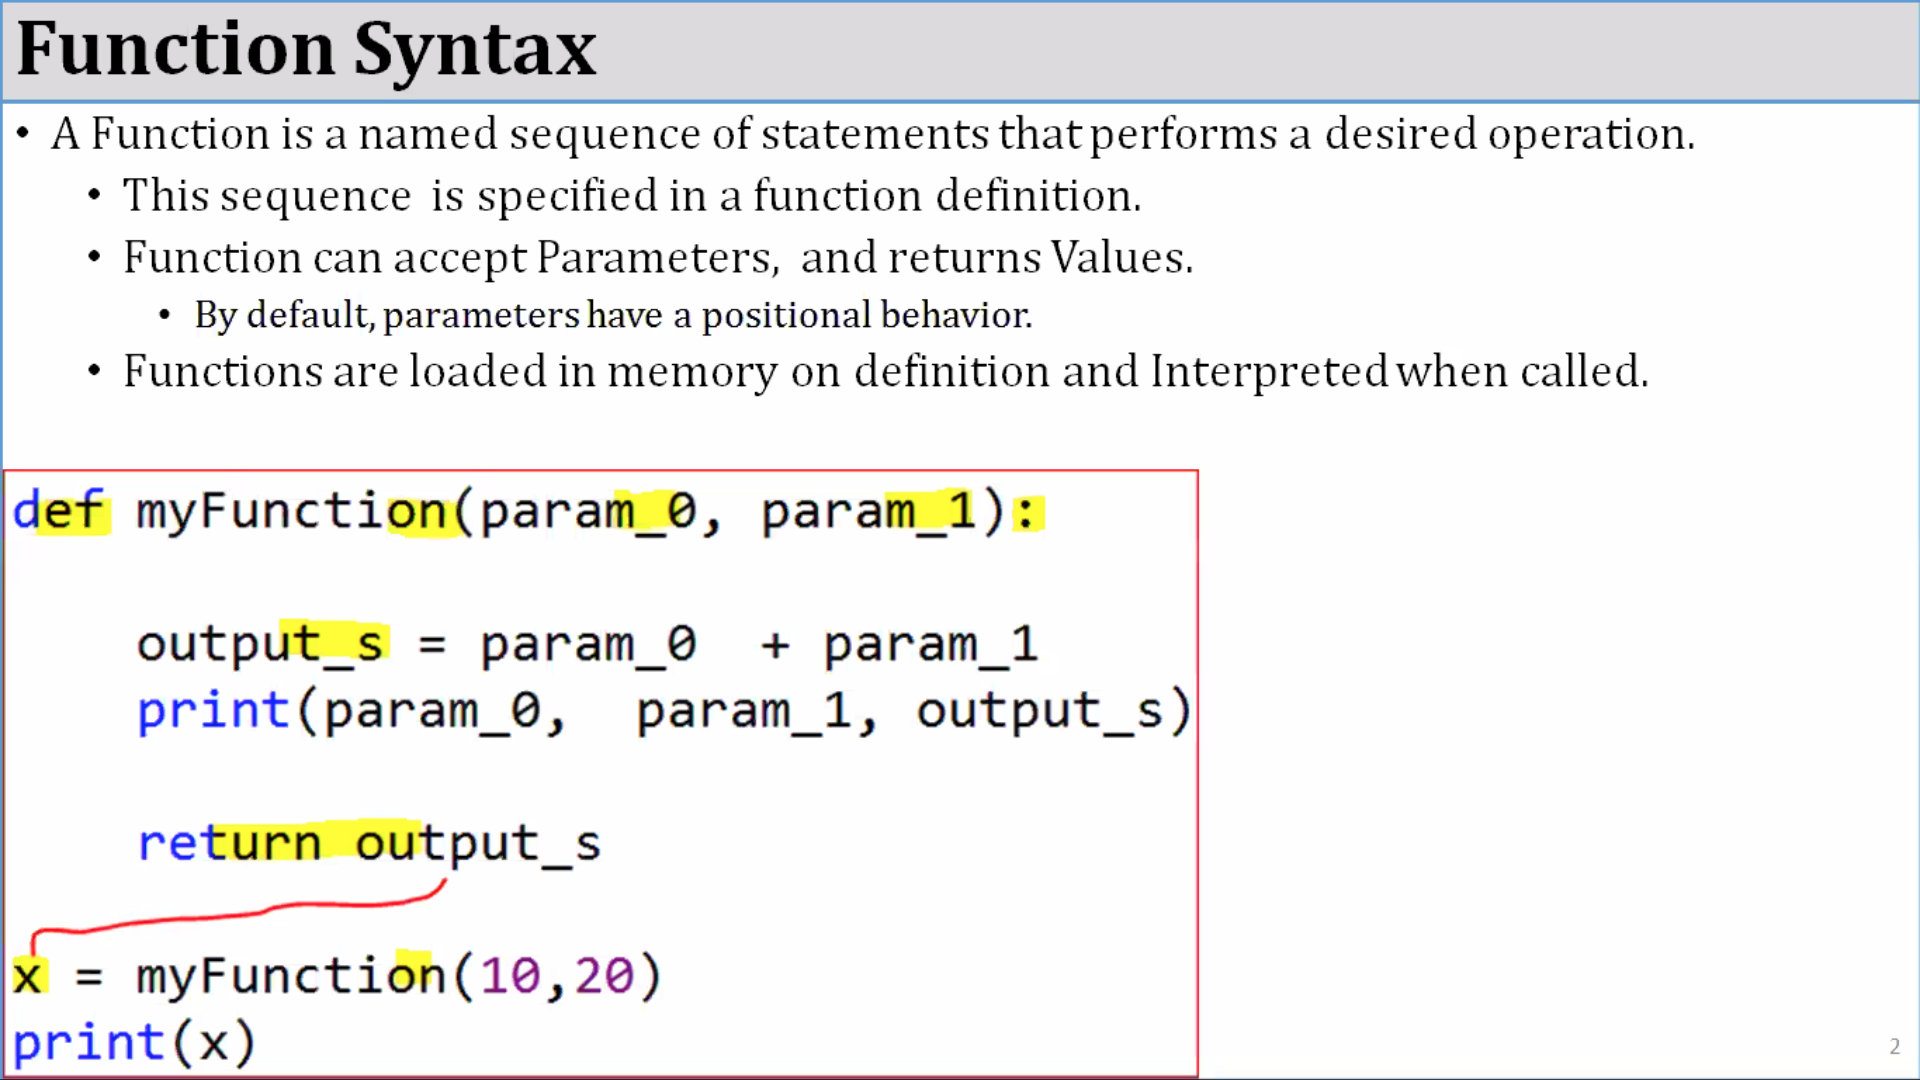 Function Syntax
• A Function is a named sequence of statements that performs a desired operation.
• This sequence is specified in a function definition.
• Function can accept Parameters, and returns Values.
• By default, parameters have a positional behavior.
• Functions are loaded in memory on definition and Interpreted when called.
def myFunction(param_0, param_1):
output_s = param_0 + param_1
print(param_0, param_1, output_s)
return output_s
x = myFunction(10,20)
print(x)
2